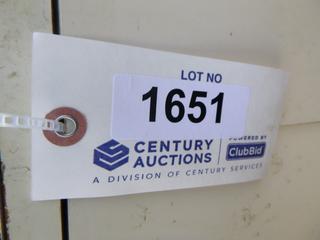 LOT NO
1651
CENTURY AUCTIONS
POWERED BY
ClubBid
A DIVISION OF CENTURY SERVICES